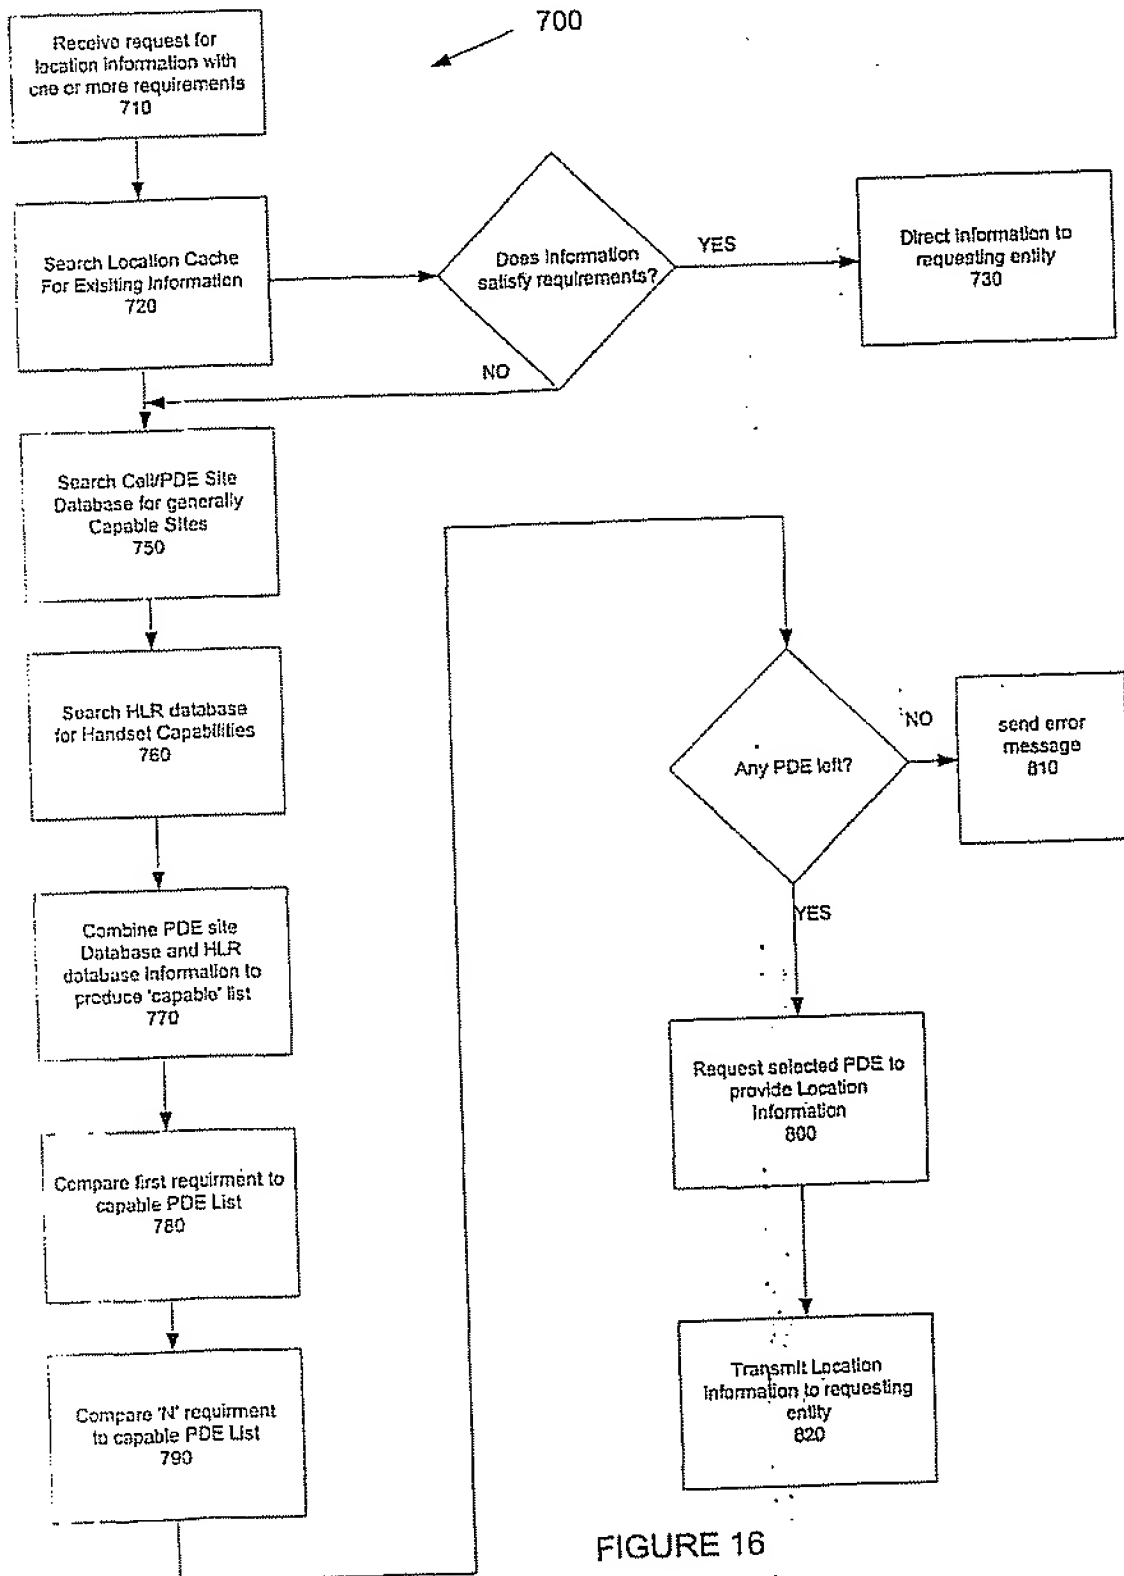 700
Receive request for
location information with
one or more requirements
710
Search Location Cache
For Exisiting Information
720
Does Information
satisfy requirements?
YES
Direct information to
requesting entity
730
NO
Search Cell/PDE Site
Database for generally
Capable Sites
750
Search HLR database
for Handset Capabilities
760
Combine PDE site
Database and HLR
database information to
produce 'capable' list
770
Compare first requirment to
capable PDE List
780
Compare 'N' requirment
to capable PDE List
790
Any PDE left?
NO
send error
message
810
YES
Request selected PDE to
provide Location
Information
800
Transmit Location
Information to requesting
entity
820
FIGURE 16